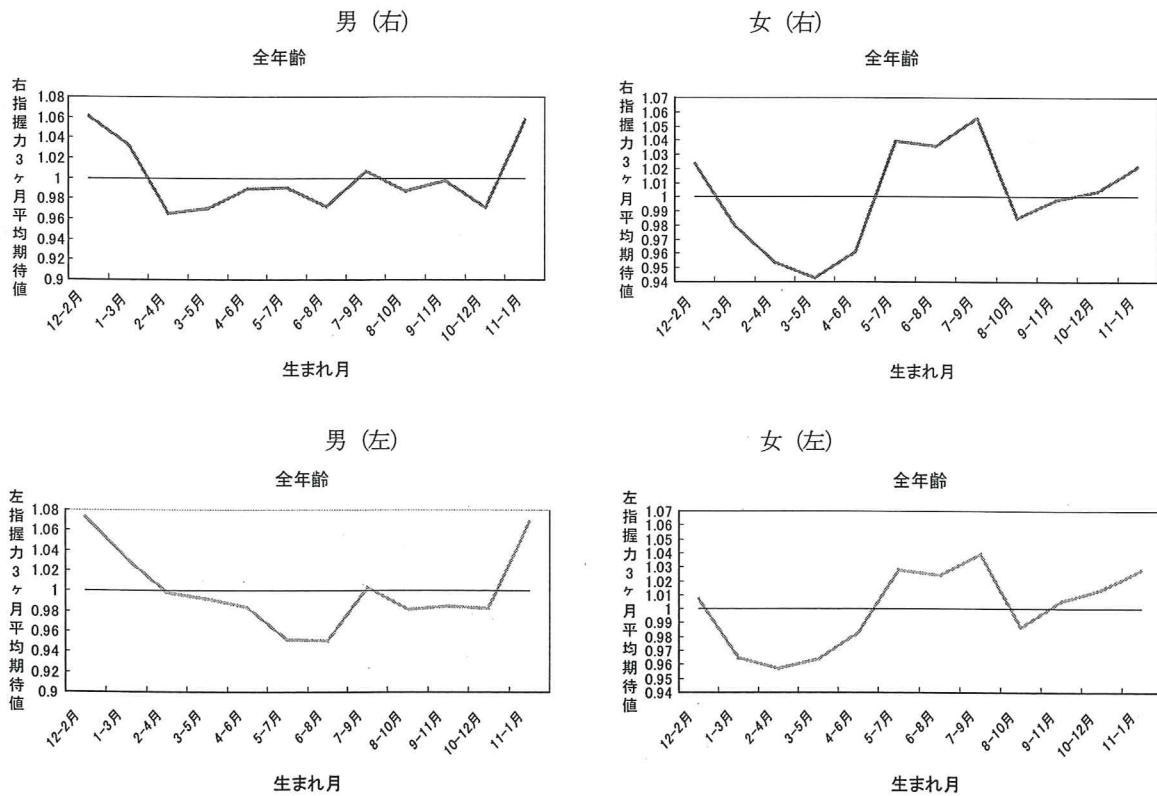 男（右）
全年齢
右指握力3ヶ月平均期待値
1.08
1.06
1.04
1.02
1
0.98
0.96
0.94
0.92
0.9
12-2月
1-3月
2-4月
3-5月
4-6月
5-7月
6-8月
7-9月
8-10月
9-11月
10-12月
11-1月
生まれ月
女（右）
全年齢
右指握力3ヶ月平均期待値
1.07
1.06
1.05
1.04
1.03
1.02
1.01
1
0.99
0.98
0.97
0.96
0.95
0.94
12-2月
1-3月
2-4月
3-5月
4-6月
5-7月
6-8月
7-9月
8-10月
9-11月
10-12月
11-1月
生まれ月
男（左）
全年齢
左指握力3ヶ月平均期待値
1.08
1.06
1.04
1.02
1
0.98
0.96
0.94
0.92
0.9
12-2月
1-3月
2-4月
3-5月
4-6月
5-7月
6-8月
7-9月
8-10月
9-11月
10-12月
11-1月
生まれ月
女（左）
全年齢
左指握力3ヶ月平均期待値
1.07
1.06
1.05
1.04
1.03
1.02
1.01
1
0.99
0.98
0.97
0.96
0.95
0.94
12-2月
1-3月
2-4月
3-5月
4-6月
5-7月
6-8月
7-9月
8-10月
9-11月
10-12月
11-1月
生まれ月